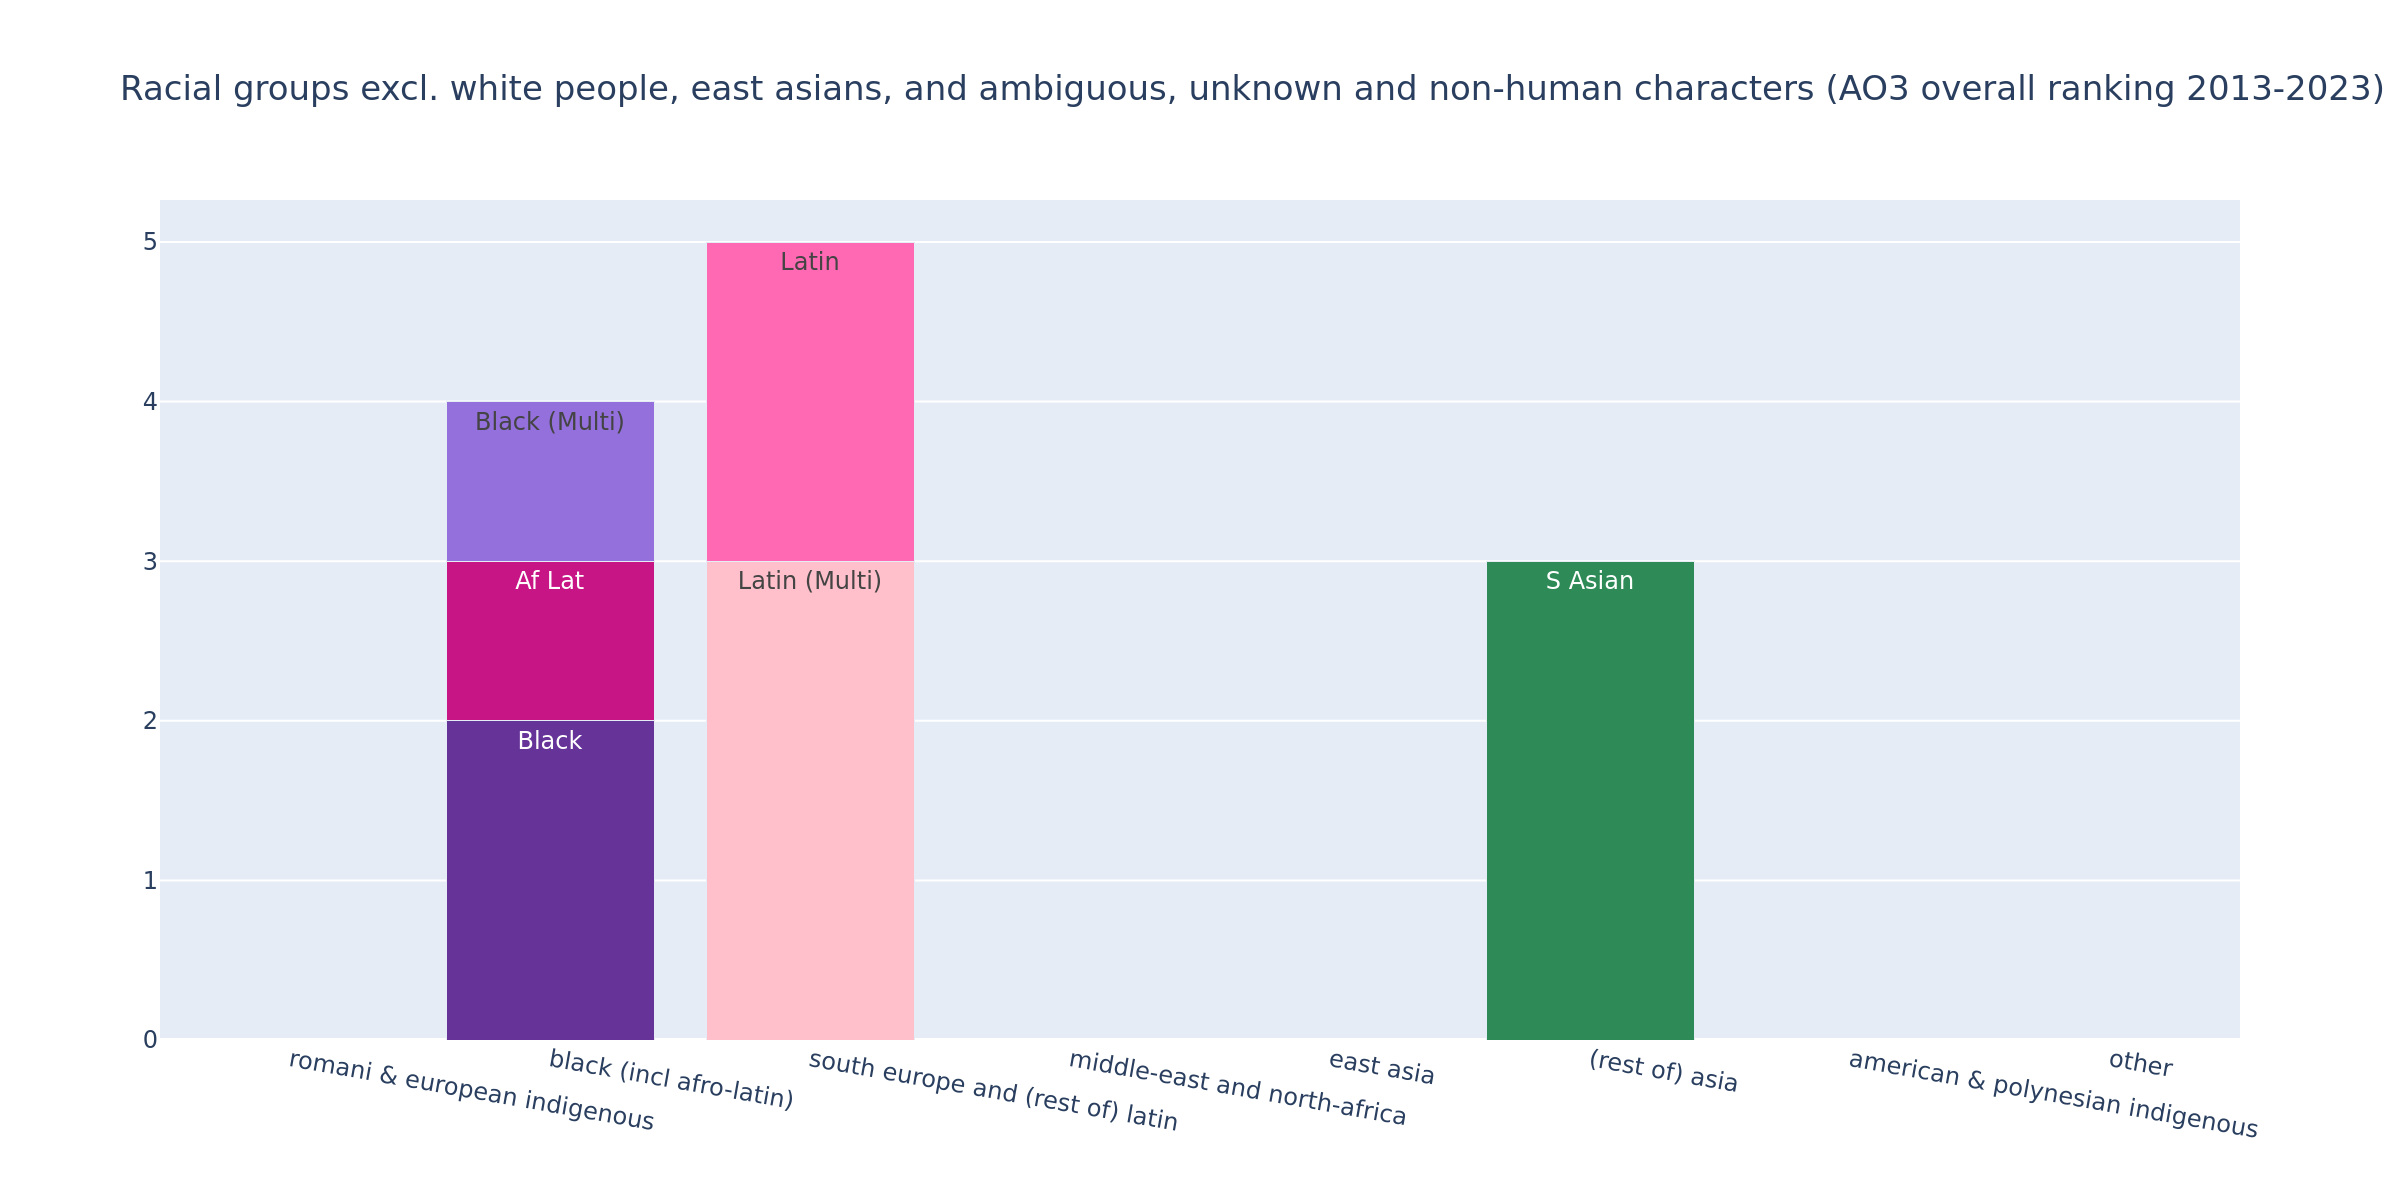 Racial groups excl. white people, east asians, and ambiguous, unknown and non-human characters (AO3 overall ranking 2013-2023)
5
4
3
2
1
0
Latin
Black (Multi)
Af Lat
Latin (Multi)
S Asian
Black
romani & european indigenous
black (incl afro-latin)
south europe and (rest of) latin
middle-east and north-africa
east asia
(rest of) asia
american & polynesian indigenous
other